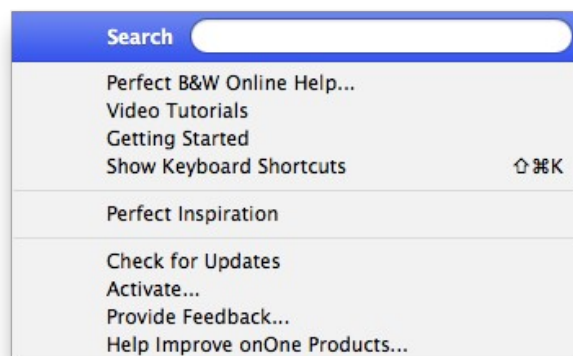 Search
Perfect B&W Online Help...
Video Tutorials
Getting Started
Show Keyboard Shortcuts ⇧⌘K
Perfect Inspiration
Check for Updates
Activate...
Provide Feedback...
Help Improve onOne Products...